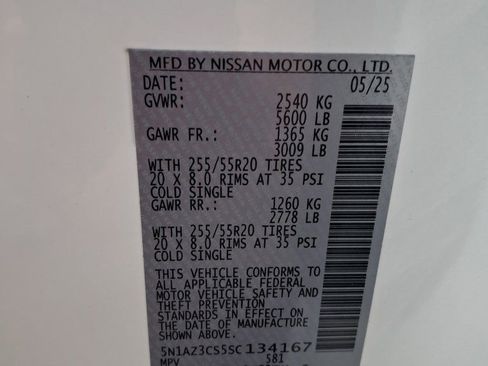 MFD BY NISSAN MOTOR CO., LTD.
DATE: 05/25
GVWR: 2540 KG
5600 LB
GAWR FR.: 1365 KG
3009 LB
WITH 255/55R20 TIRES
20 X 8.0 RIMS AT 35 PSI
COLD SINGLE
GAWR RR.: 1260 KG
2778 LB
WITH 255/55R20 TIRES
20 X 8.0 RIMS AT 35 PSI
COLD SINGLE
THIS VEHICLE CONFORMS TO
ALL APPLICABLE FEDERAL
MOTOR VEHICLE SAFETY AND
THEFT PREVENTION
STANDARDS IN EFFECT ON
THE DATE OF MANUFACTURE
SHOWN ABOVE.
5N1AZ3CS5SC134167
MPV 581